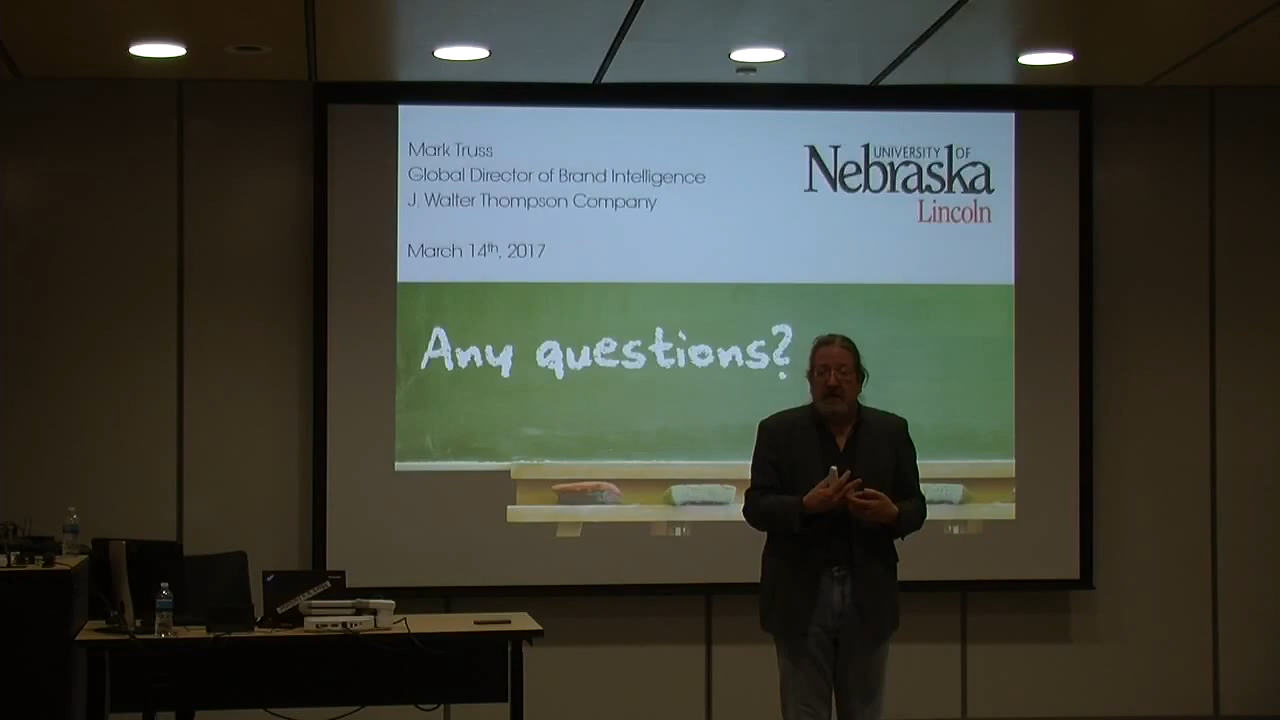 Mark Truss
Global Director of Brand Intelligence
J. Walter Thompson Company
March 14th, 2017
UNIVERSITY OF
Nebraska
Lincoln
Any questions?